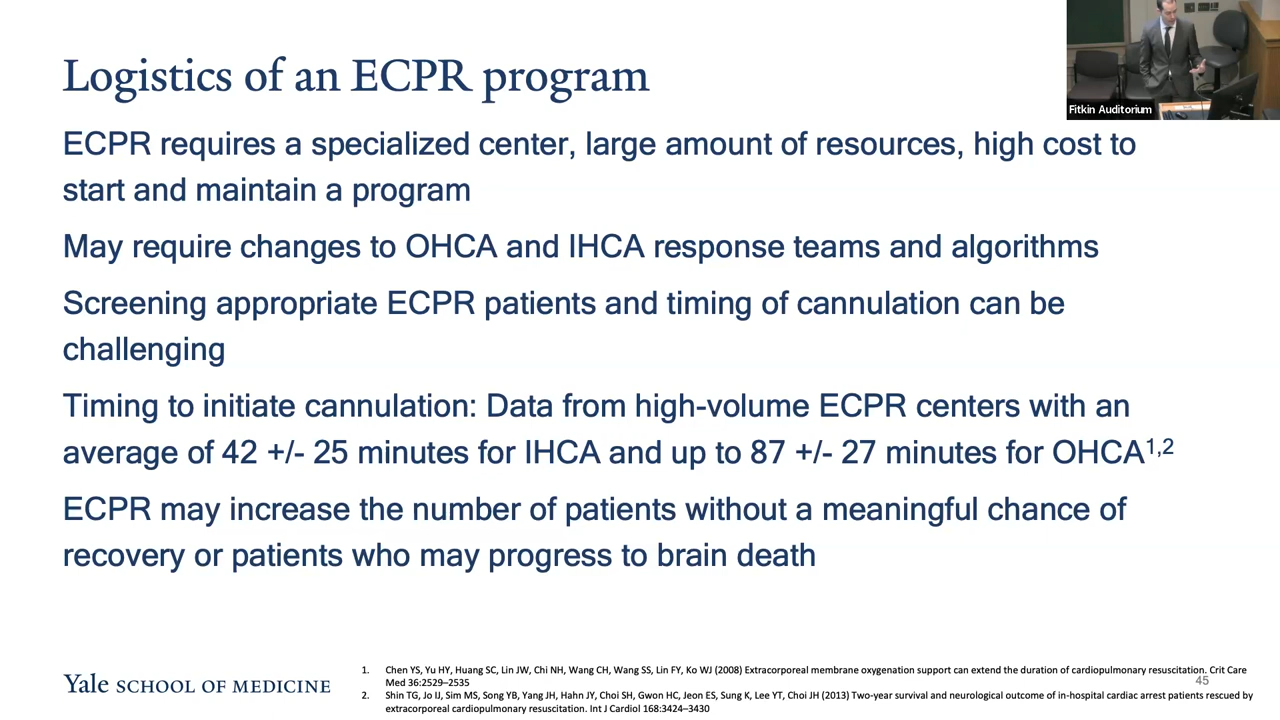 Logistics of an ECPR program
Fitkin Auditorium
ECPR requires a specialized center, large amount of resources, high cost to
start and maintain a program
May require changes to OHCA and IHCA response teams and algorithms
Screening appropriate ECPR patients and timing of cannulation can be
challenging
Timing to initiate cannulation: Data from high-volume ECPR centers with an
average of 42 +/- 25 minutes for IHCA and up to 87 +/- 27 minutes for OHCA1,2
ECPR may increase the number of patients without a meaningful chance of
recovery or patients who may progress to brain death
Yale SCHOOL OF MEDICINE
1. Chen YS, Yu HY, Huang SC, Lin JW, Chi NH, Wang CH, Wang SS, Lin FY, Ko WJ (2008) Extracorporeal membrane oxygenation support can extend the duration of cardiopulmonary resuscitation. Crit Care
Med 36:2529–2535
2. Shin TG, Jo IJ, Sim MS, Song YB, Yang JH, Hahn JY, Choi SH, Gwon HC, Jeon ES, Sung K, Lee YT, Choi JH (2013) Two-year survival and neurological outcome of in-hospital cardiac arrest patients rescued by
extracorporeal cardiopulmonary resuscitation. Int J Cardiol 168:3424–3430
45